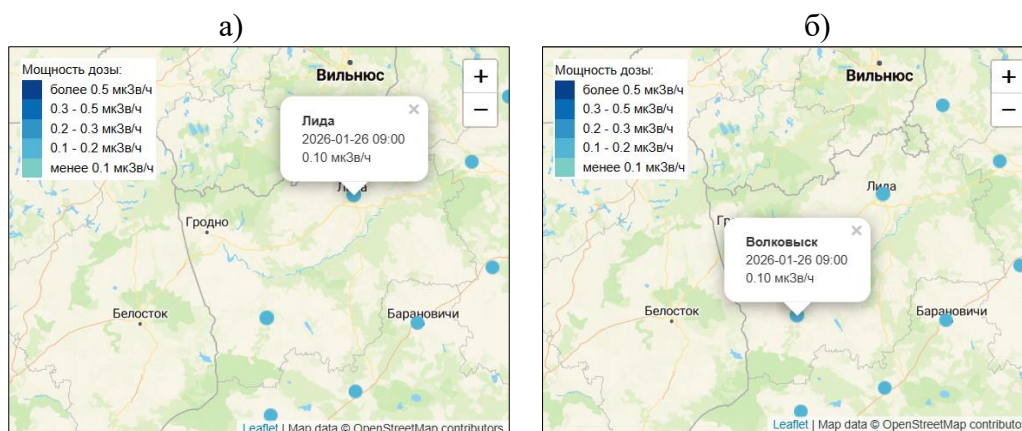 а)
Мощность дозы:
более 0.5 мкЗв/ч
0.3 - 0.5 мкЗв/ч
0.2 - 0.3 мкЗв/ч
0.1 - 0.2 мкЗв/ч
менее 0.1 мкЗв/ч
Вильнюс
+
−
×
Лида
2026-01-26 09:00
0.10 мкЗв/ч
Лида
Гродно
Белосток
Барановичи
Leaflet | Map data © OpenStreetMap contributors
б)
Мощность дозы:
более 0.5 мкЗв/ч
0.3 - 0.5 мкЗв/ч
0.2 - 0.3 мкЗв/ч
0.1 - 0.2 мкЗв/ч
менее 0.1 мкЗв/ч
Вильнюс
+
−
Лида
×
Волковыск
2026-01-26 09:00
0.10 мкЗв/ч
Белосток
Барановичи
Leaflet | Map data © OpenStreetMap contributo